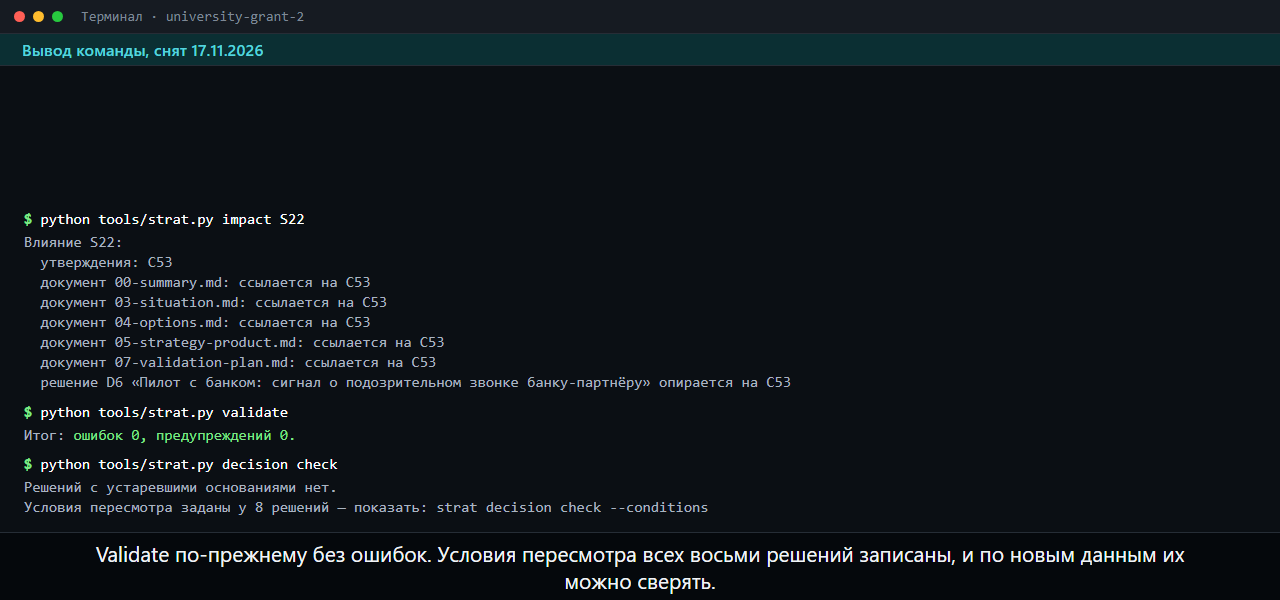 Терминал · university-grant-2
Вывод команды, снят 17.11.2026
$ python tools/strat.py impact S22
Влияние S22:
утверждения: C53
документ 00-summary.md: ссылается на C53
документ 03-situation.md: ссылается на C53
документ 04-options.md: ссылается на C53
документ 05-strategy-product.md: ссылается на C53
документ 07-validation-plan.md: ссылается на C53
решение D6 «Пилот с банком: сигнал о подозрительном звонке банку-партнёру» опирается на C53
$ python tools/strat.py validate
Итог: ошибок 0, предупреждений 0.
$ python tools/strat.py decision check
Решений с устаревшими основаниями нет.
Условия пересмотра заданы у 8 решений — показать: strat decision check --conditions
Validate по-прежнему без ошибок. Условия пересмотра всех восьми решений записаны, и по новым данным их
можно сверять.